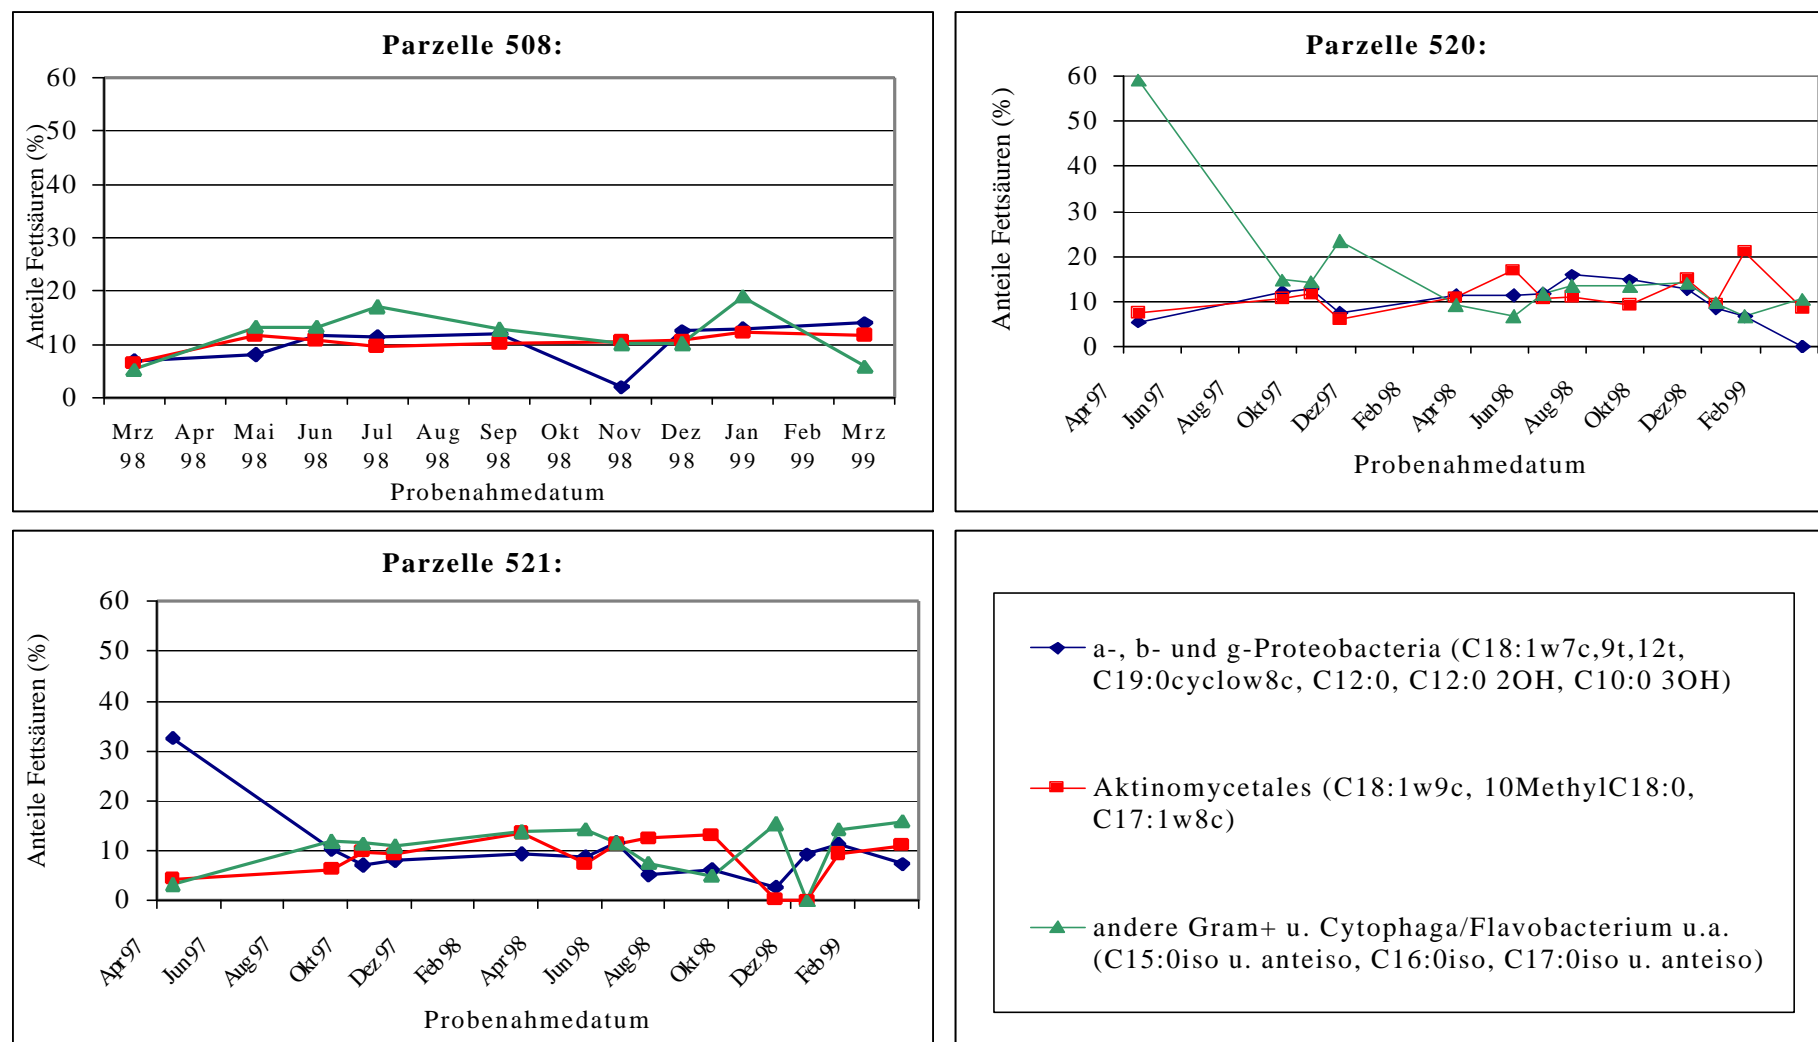 Parzelle 508:
60
50
40
30
20
10
0
Anteile Fettsäuren (%)
Mrz Apr Mai Jun Jul Aug Sep Okt Nov Dez Jan Feb Mrz
98 98 98 98 98 98 98 98 98 98 99 99 99
Probenahmedatum
Parzelle 520:
60
50
40
30
20
10
0
Anteile Fettsäuren (%)
Apr 97 Jun 97 Aug 97 Okt 97 Dez 97 Feb 98 Apr 98 Jun 98 Aug 98 Okt 98 Dez 98 Feb 99
Probenahmedatum
Parzelle 521:
60
50
40
30
20
10
0
Anteile Fettsäuren (%)
Apr 97 Jun 97 Aug 97 Okt 97 Dez 97 Feb 98 Apr 98 Jun 98 Aug 98 Okt 98 Dez 98 Feb 99
Probenahmedatum
a-, b- und g-Proteobacteria (C18:1w7c,9t,12t,
C19:0cyclow8c, C12:0, C12:0 2OH, C10:0 3OH)
Aktinomycetales (C18:1w9c, 10MethylC18:0,
C17:1w8c)
andere Gram+ u. Cytophaga/Flavobacterium u.a.
(C15:0iso u. anteiso, C16:0iso, C17:0iso u. anteiso)